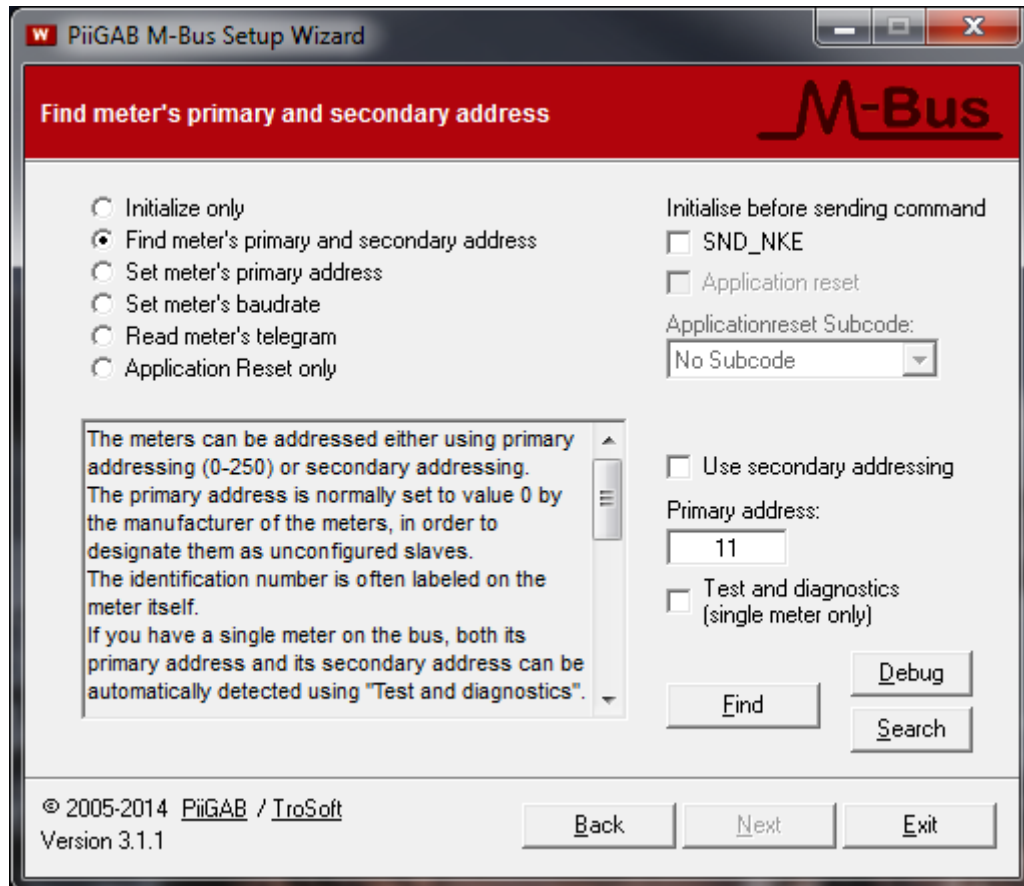 W PiiGAB M-Bus Setup Wizard
Find meter's primary and secondary address
M-Bus
Initialize only
Find meter's primary and secondary address
Set meter's primary address
Set meter's baudrate
Read meter's telegram
Application Reset only
Initialise before sending command
SND_NKE
Application reset
Applicationreset Subcode:
No Subcode
The meters can be addressed either using primary
addressing (0-250) or secondary addressing.
The primary address is normally set to value 0 by
the manufacturer of the meters, in order to
designate them as unconfigured slaves.
The identification number is often labeled on the
meter itself.
If you have a single meter on the bus, both its
primary address and its secondary address can be
automatically detected using "Test and diagnostics".
Use secondary addressing
Primary address:
11
Test and diagnostics
(single meter only)
Find
Debug
Search
© 2005-2014 PiiGAB / TroSoft
Version 3.1.1
Back
Next
Exit